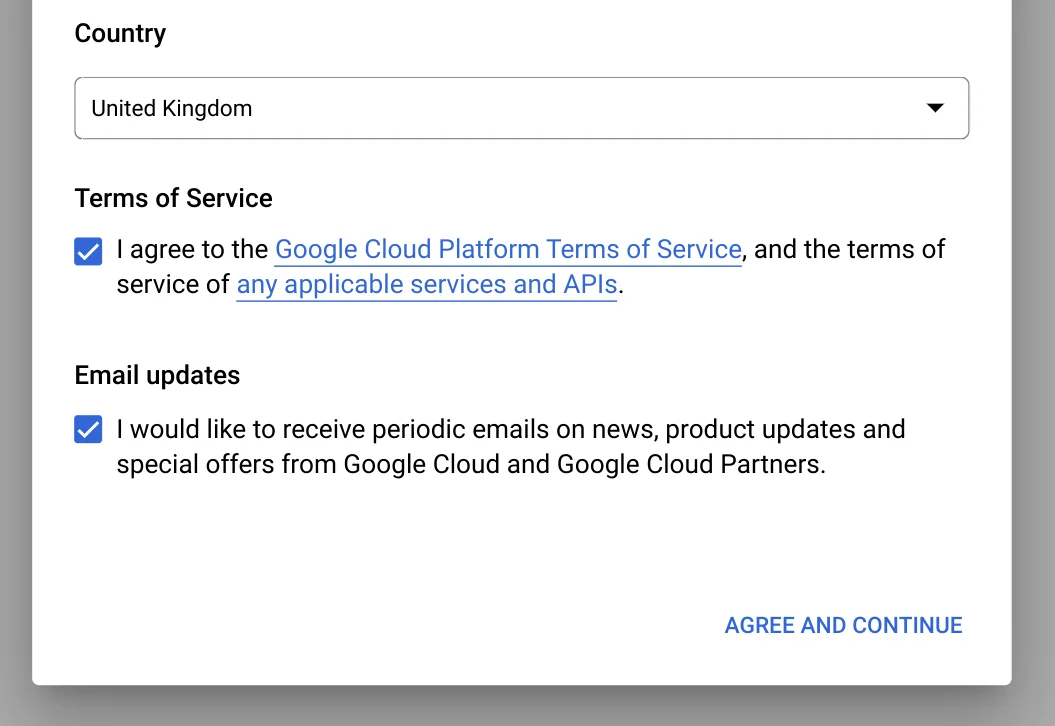 Country
United Kingdom
Terms of Service
I agree to the Google Cloud Platform Terms of Service, and the terms of
service of any applicable services and APIs.
Email updates
I would like to receive periodic emails on news, product updates and
special offers from Google Cloud and Google Cloud Partners.
AGREE AND CONTINUE